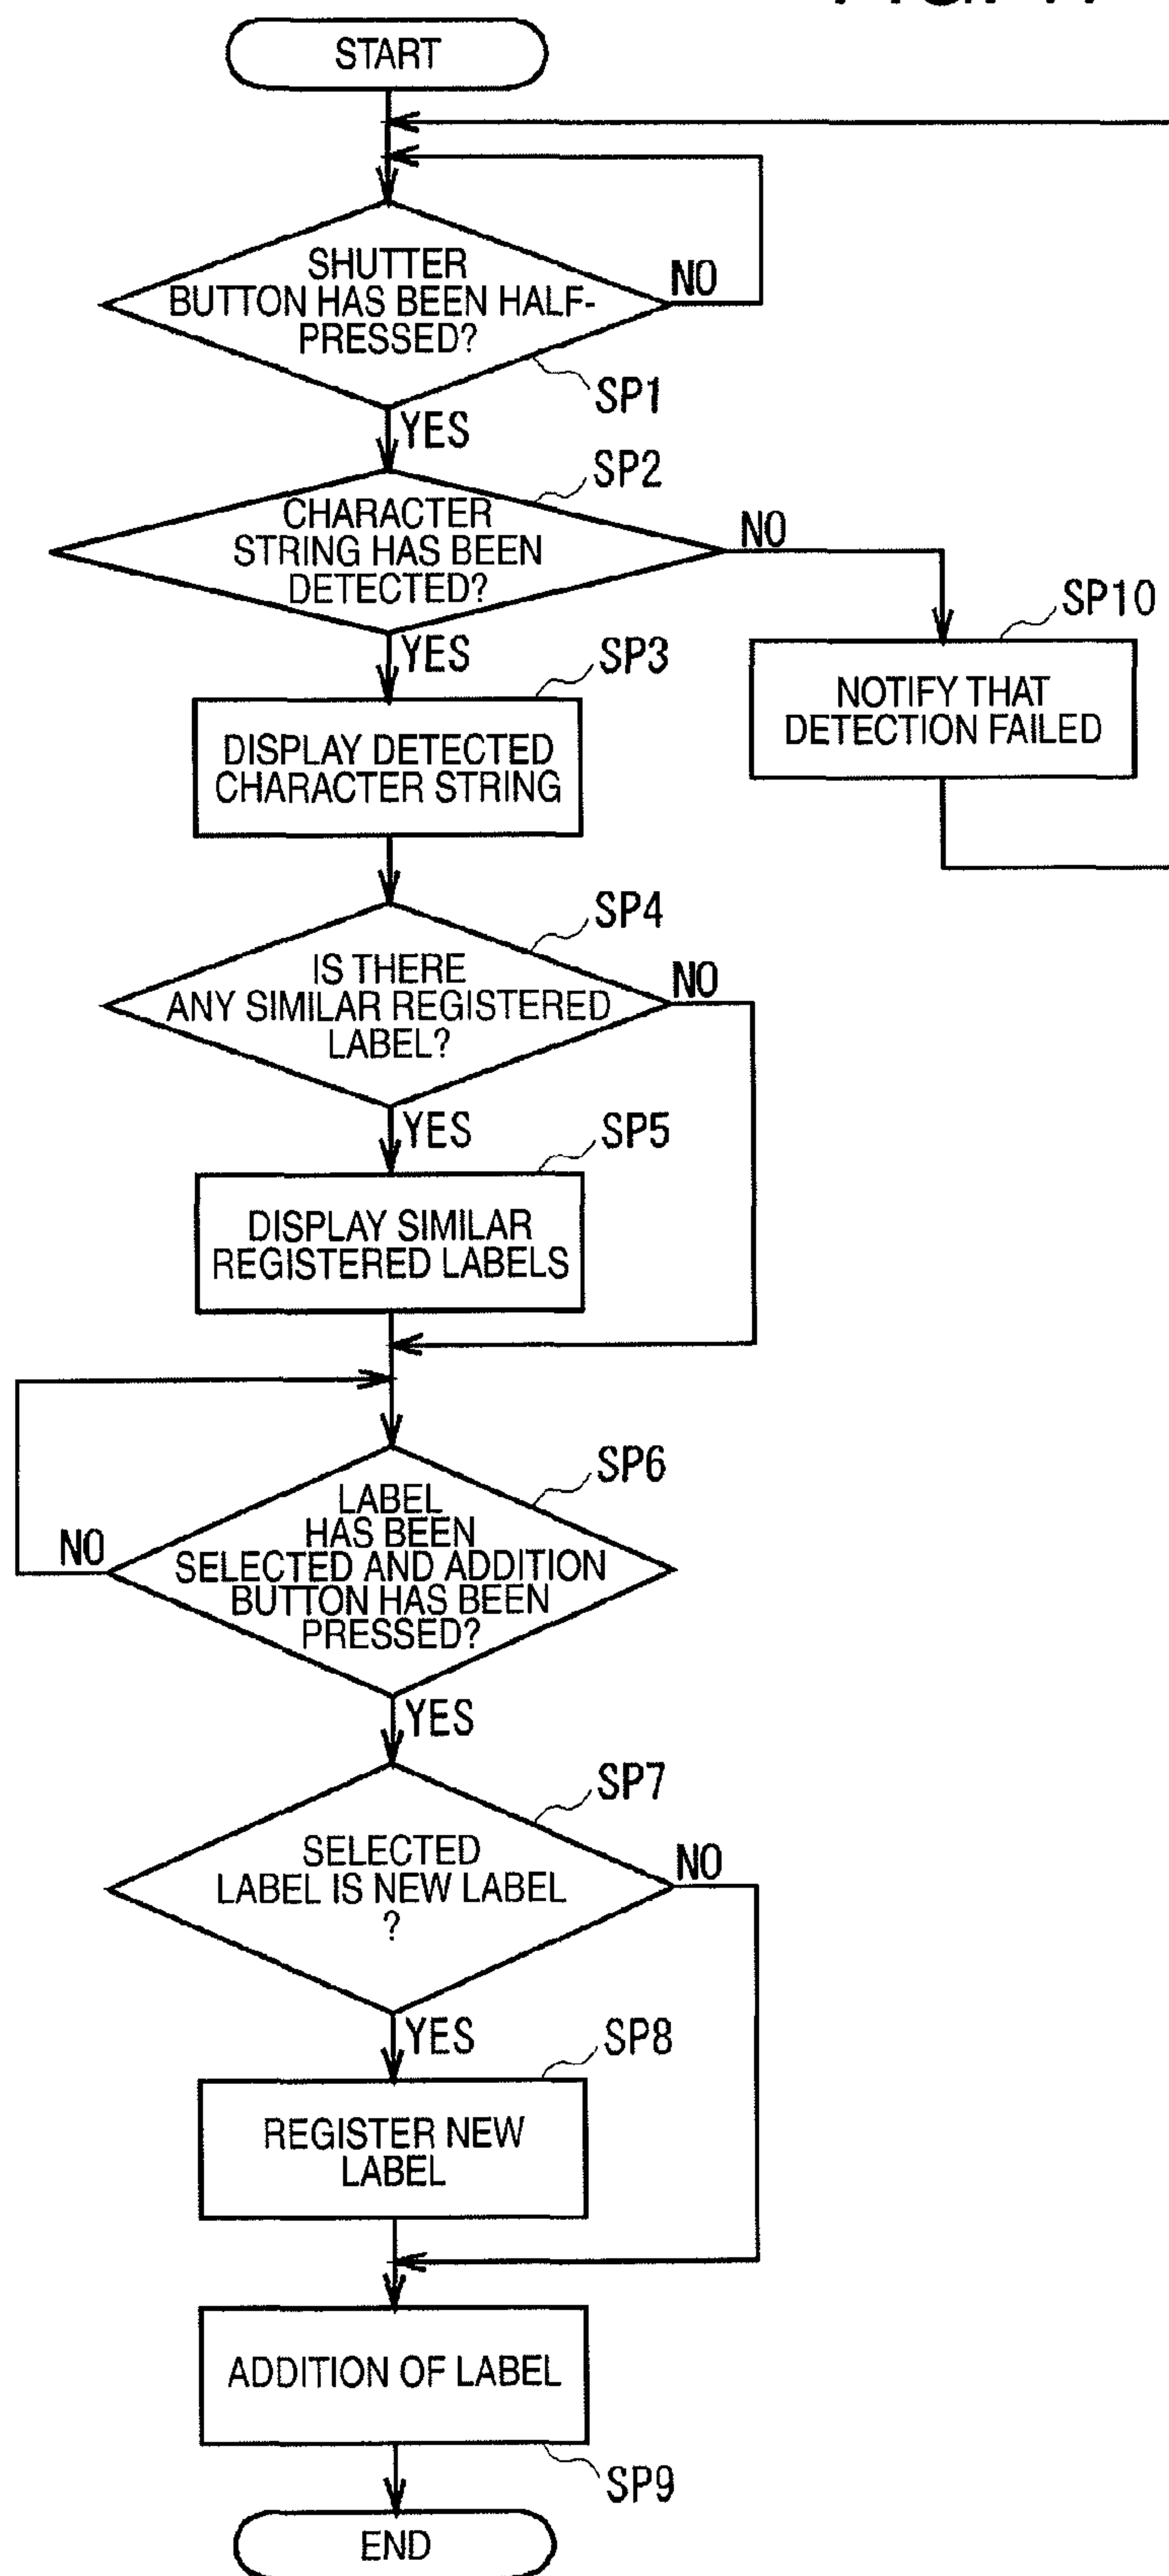 START
SHUTTER
BUTTON HAS BEEN HALF-
PRESSED?
NO
SP1
YES
SP2
CHARACTER
STRING HAS BEEN
DETECTED?
NO
SP10
YES
SP3
NOTIFY THAT
DETECTION FAILED
DISPLAY DETECTED
CHARACTER STRING
SP4
IS THERE
ANY SIMILAR REGISTERED
LABEL?
NO
YES
SP5
DISPLAY SIMILAR
REGISTERED LABELS
SP6
LABEL
HAS BEEN
SELECTED AND ADDITION
BUTTON HAS BEEN
PRESSED?
NO
YES
SP7
SELECTED
LABEL IS NEW LABEL
?
NO
YES
SP8
REGISTER NEW
LABEL
ADDITION OF LABEL
SP9
END